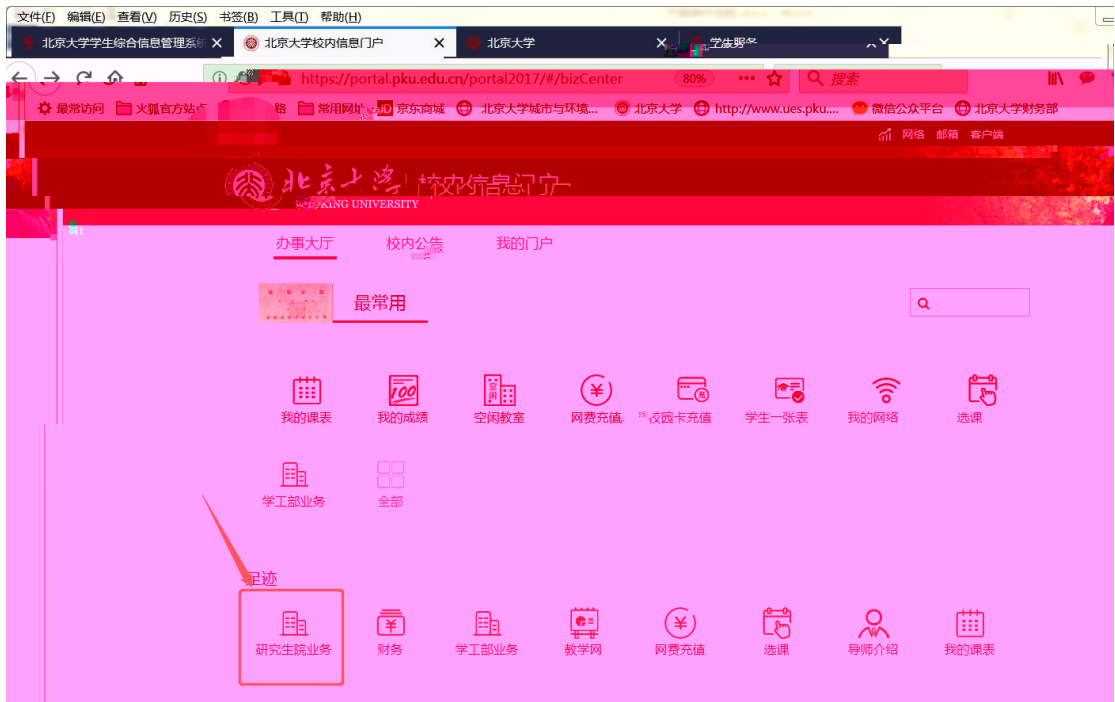 文件(F) 编辑(E) 查看(V) 历史(S) 书签(B) 工具(T) 帮助(H)
北京大学学生综合信息管理系统 北京大学校内信息门户 北京大学
https://portal.pku.edu.cn/portal2017/#/bizCenter 80% 搜索
最常访问 火狐官方站点 常用网址 京东商城 北京大学城市与环境... 北京大学 http://www.ues.pku.... 微信公众平台 北京大学财务部
网络 邮箱 客户端
北京大学 校内信息门户
PEKING UNIVERSITY
办事大厅 校内公告 我的门户
最常用
我的课表 我的成绩 空闲教室 网费充值 校园卡充值 学生一张表 我的网络 选课
学工部业务 全部
足迹
研究生院业务 财务 学工部业务 教学网 网费充值 选课 导师介绍 我的课表